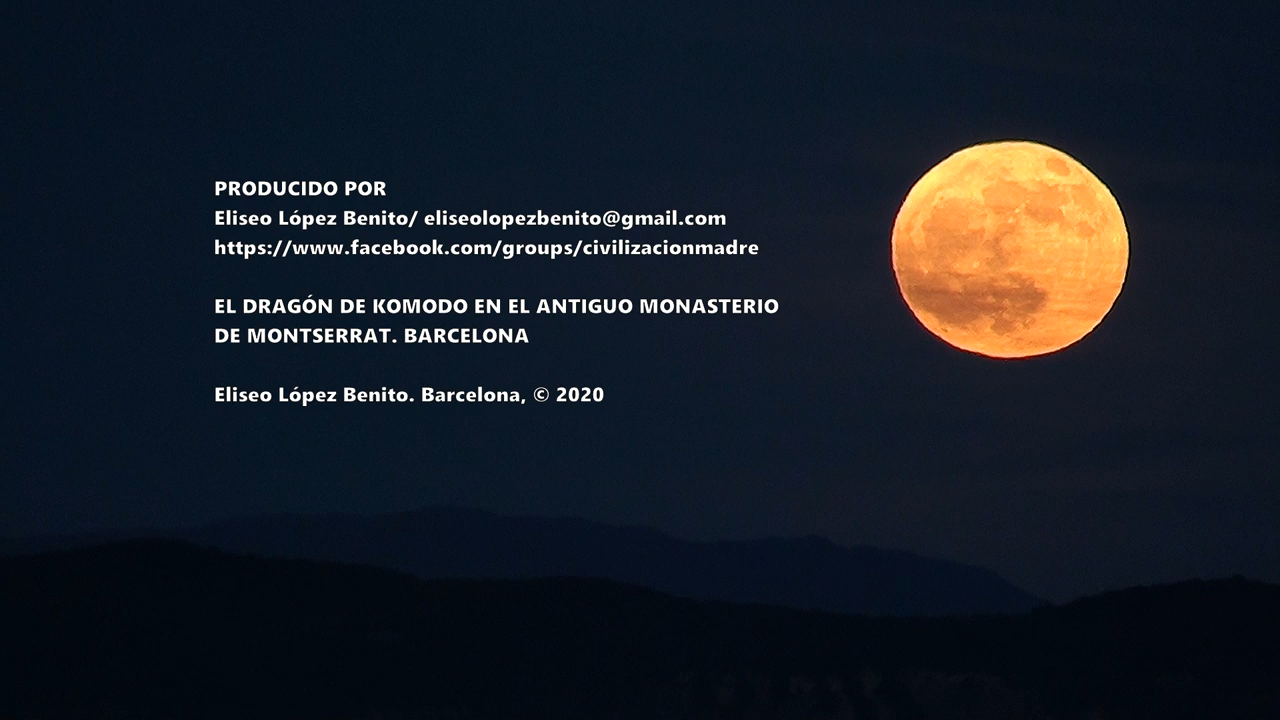 PRODUCIDO POR
Eliseo López Benito/ eliseolopezbenito@gmail.com
https://www.facebook.com/groups/civilizacionmadre
EL DRAGÓN DE KOMODO EN EL ANTIGUO MONASTERIO
DE MONTSERRAT. BARCELONA
Eliseo López Benito. Barcelona, © 2020